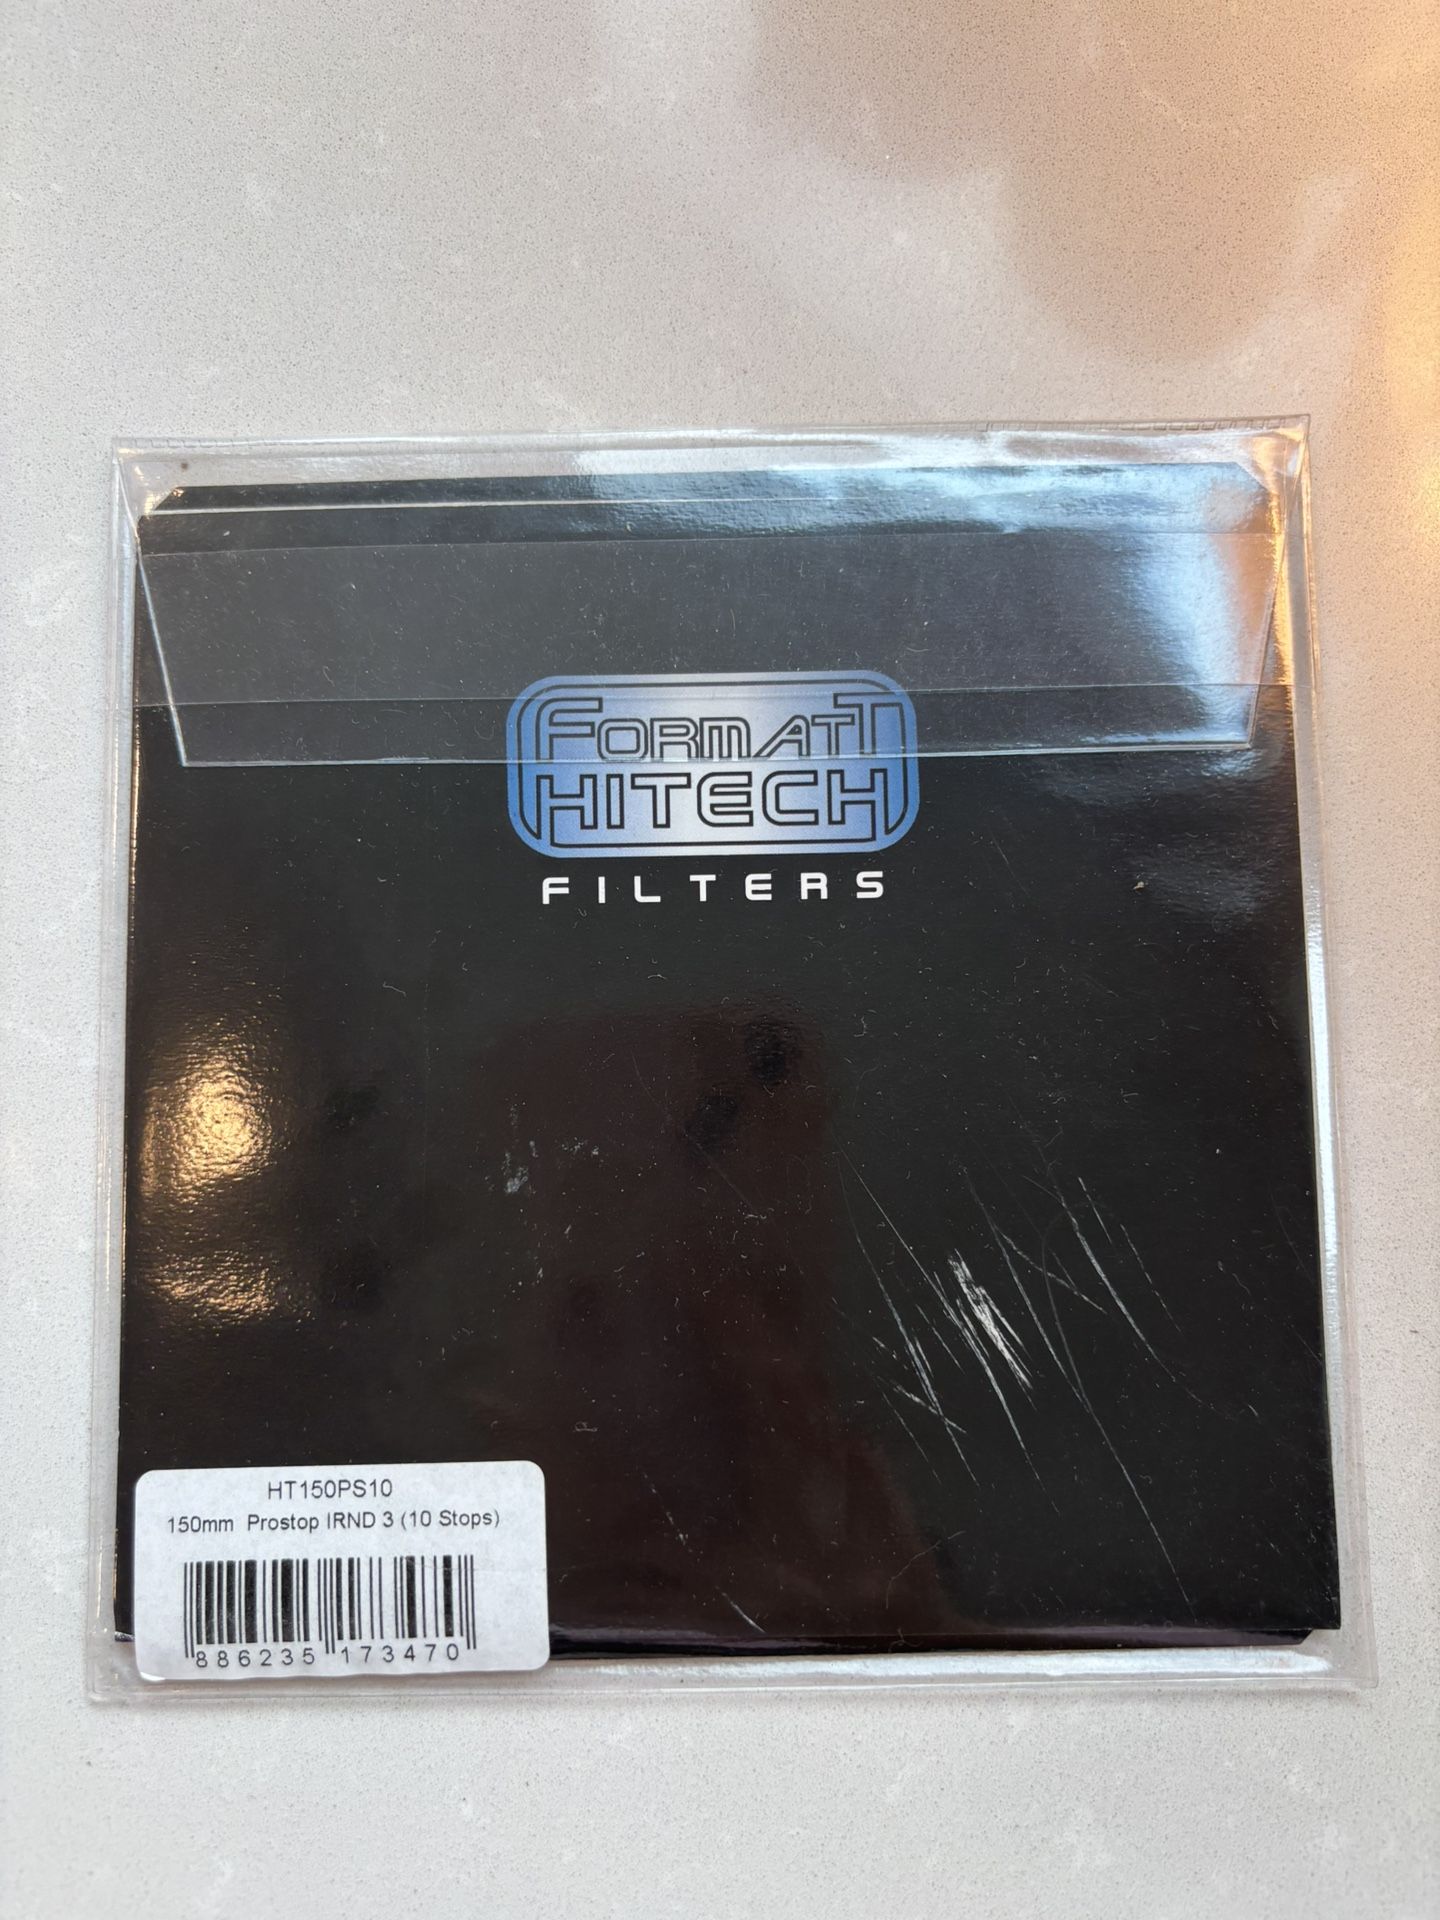 FORMATT
HITECH
FILTERS
HT150PS10
150mm Prostop IRND 3 (10 Stops)
886235 173470